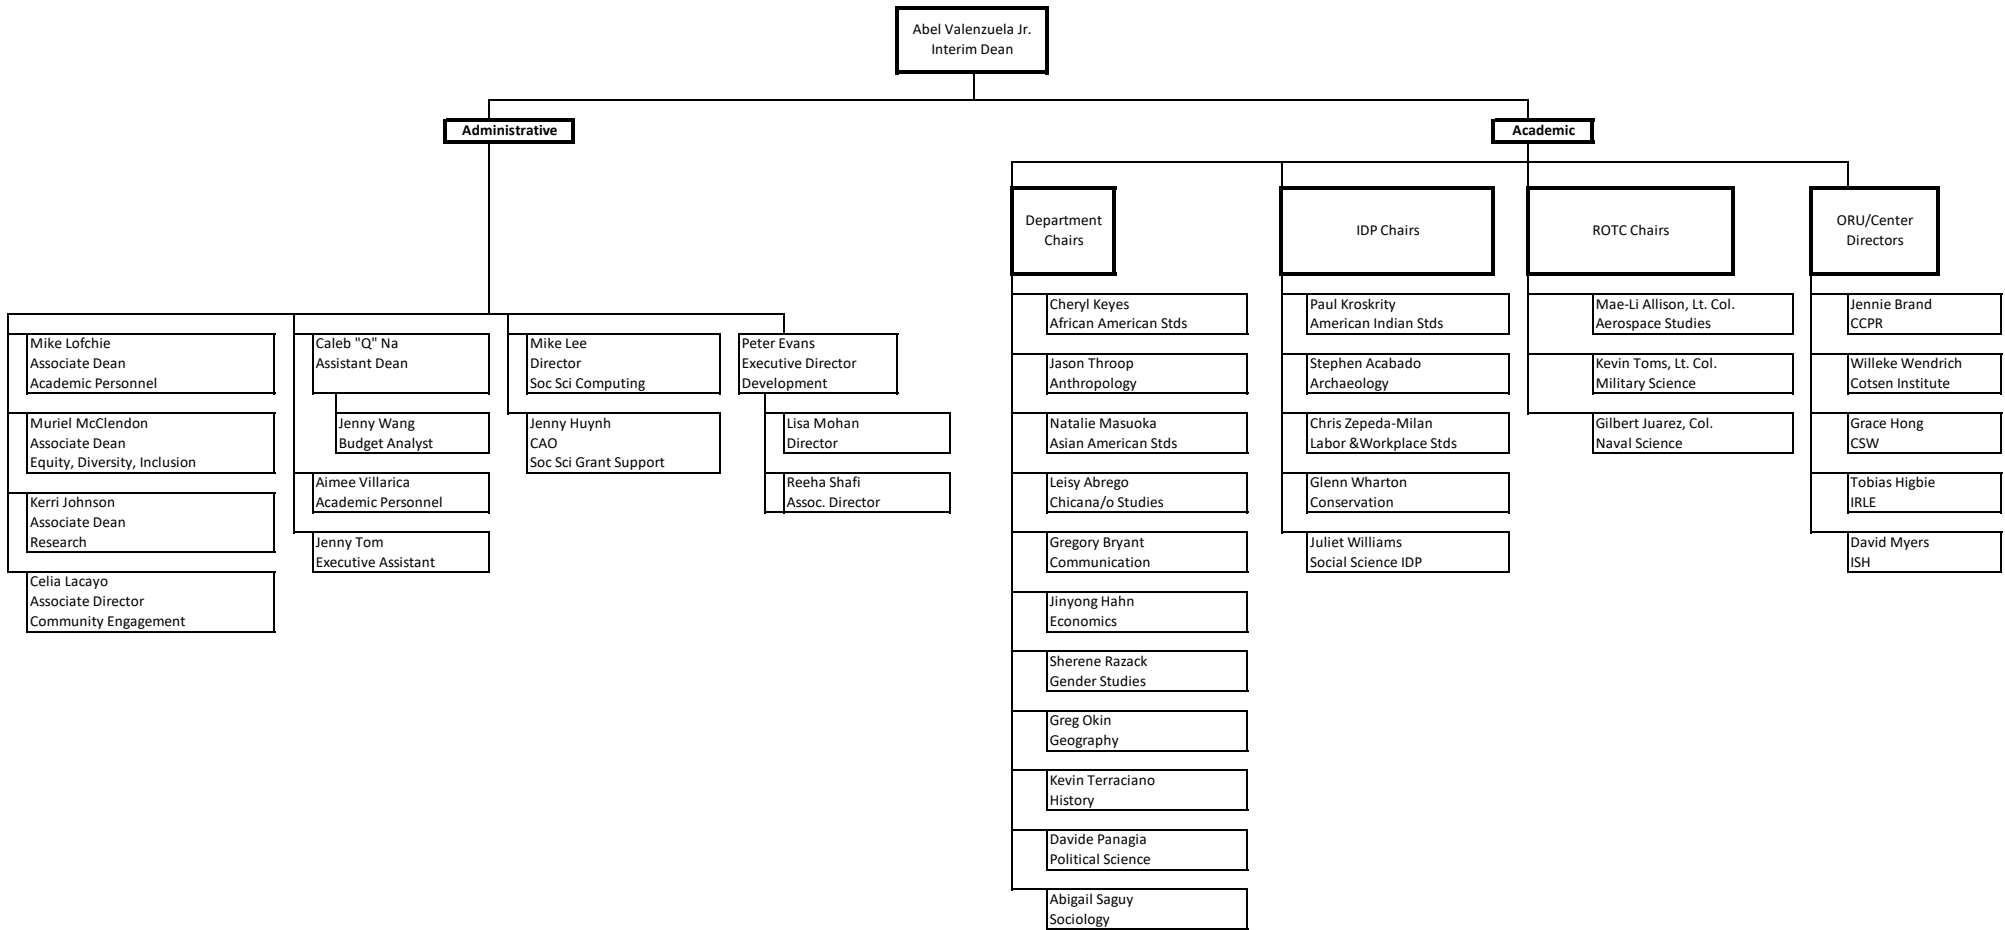 Abel Valenzuela Jr.
Interim Dean
Administrative
Academic
Department
Chairs
IDP Chairs
ROTC Chairs
ORU/Center
Directors
Mike Lofchie
Associate Dean
Academic Personnel
Muriel McClendon
Associate Dean
Equity, Diversity, Inclusion
Kerri Johnson
Associate Dean
Research
Celia Lacayo
Associate Director
Community Engagement
Caleb "Q" Na
Assistant Dean
Jenny Wang
Budget Analyst
Aimee Villarica
Academic Personnel
Jenny Tom
Executive Assistant
Mike Lee
Director
Soc Sci Computing
Jenny Huynh
CAO
Soc Sci Grant Support
Peter Evans
Executive Director
Development
Lisa Mohan
Director
Reeha Shafi
Assoc. Director
Cheryl Keyes
African American Stds
Jason Throop
Anthropology
Natalie Masuoka
Asian American Stds
Leisy Abrego
Chicana/o Studies
Gregory Bryant
Communication
Jinyong Hahn
Economics
Sherene Razack
Gender Studies
Greg Okin
Geography
Kevin Terraciano
History
Davide Panagia
Political Science
Abigail Saguy
Sociology
Paul Kroskrity
American Indian Stds
Stephen Acabado
Archaeology
Chris Zepeda-Milan
Labor &Workplace Stds
Glenn Wharton
Conservation
Juliet Williams
Social Science IDP
Mae-Li Allison, Lt. Col.
Aerospace Studies
Kevin Toms, Lt. Col.
Military Science
Gilbert Juarez, Col.
Naval Science
Jennie Brand
CCPR
Willeke Wendrich
Cotsen Institute
Grace Hong
CSW
Tobias Higbie
IRLE
David Myers
ISH